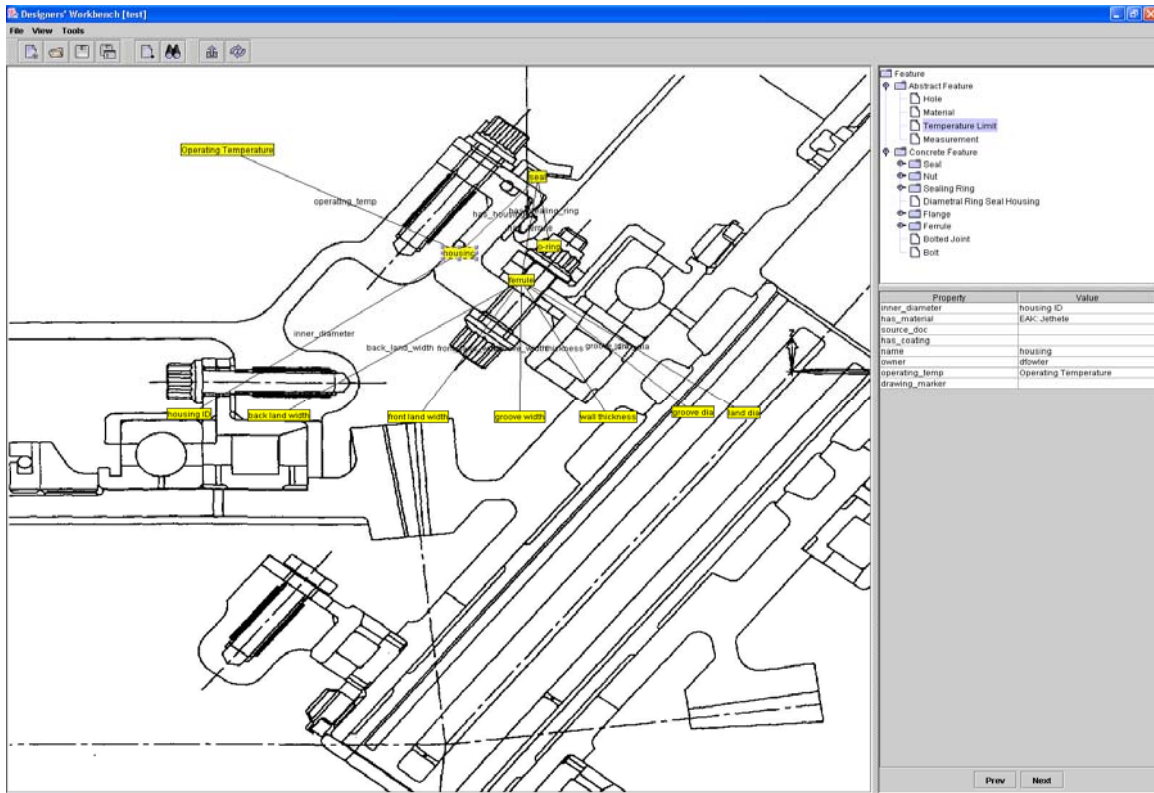 Designers' Workbench [test]
File View Tools
Feature
Abstract Feature
Hole
Material
Temperature Limit
Measurement
Concrete Feature
Seal
Nut
Sealing Ring
Diametral Ring Seal Housing
Flange
Ferrule
Bolted Joint
Bolt
Operating Temperature
seal
operating_temp
o-ring
housing
ferrule
inner_diameter
back_land_width
housing ID
back land width
front land width
groove width
wall thickness
groove dia
land dia
Z
Property Value
inner_diameter housing ID
has_material EAK: Jethete
source_doc
has_coating
name housing
owner dfowler
operating_temp Operating Temperature
drawing_marker
Prev Next